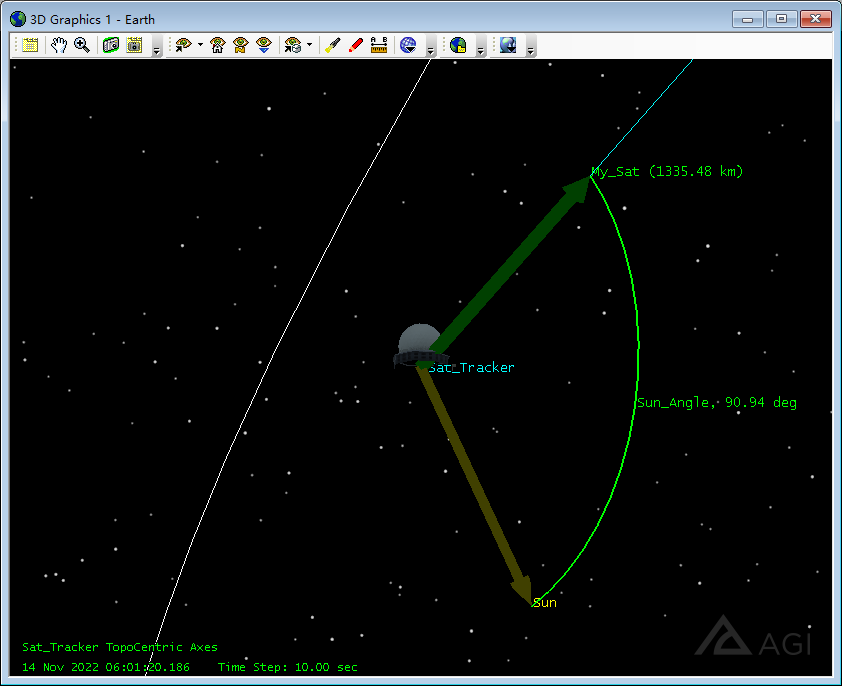 3D Graphics 1 - Earth
A B
My_Sat (1335.48 km)
Sat_Tracker
Sun_Angle, 90.94 deg
Sun
Sat_Tracker TopoCentric Axes
14 Nov 2022 06:01:20.186 Time Step: 10.00 sec
AGI